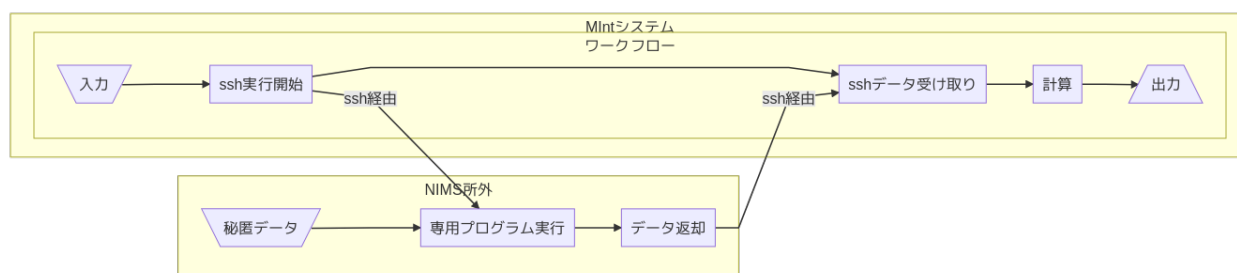 MIntシステム
ワークフロー
入力
ssh実行開始
sshデータ受け取り
計算
出力
ssh経由
ssh経由
NIMS所外
秘匿データ
専用プログラム実行
データ返却